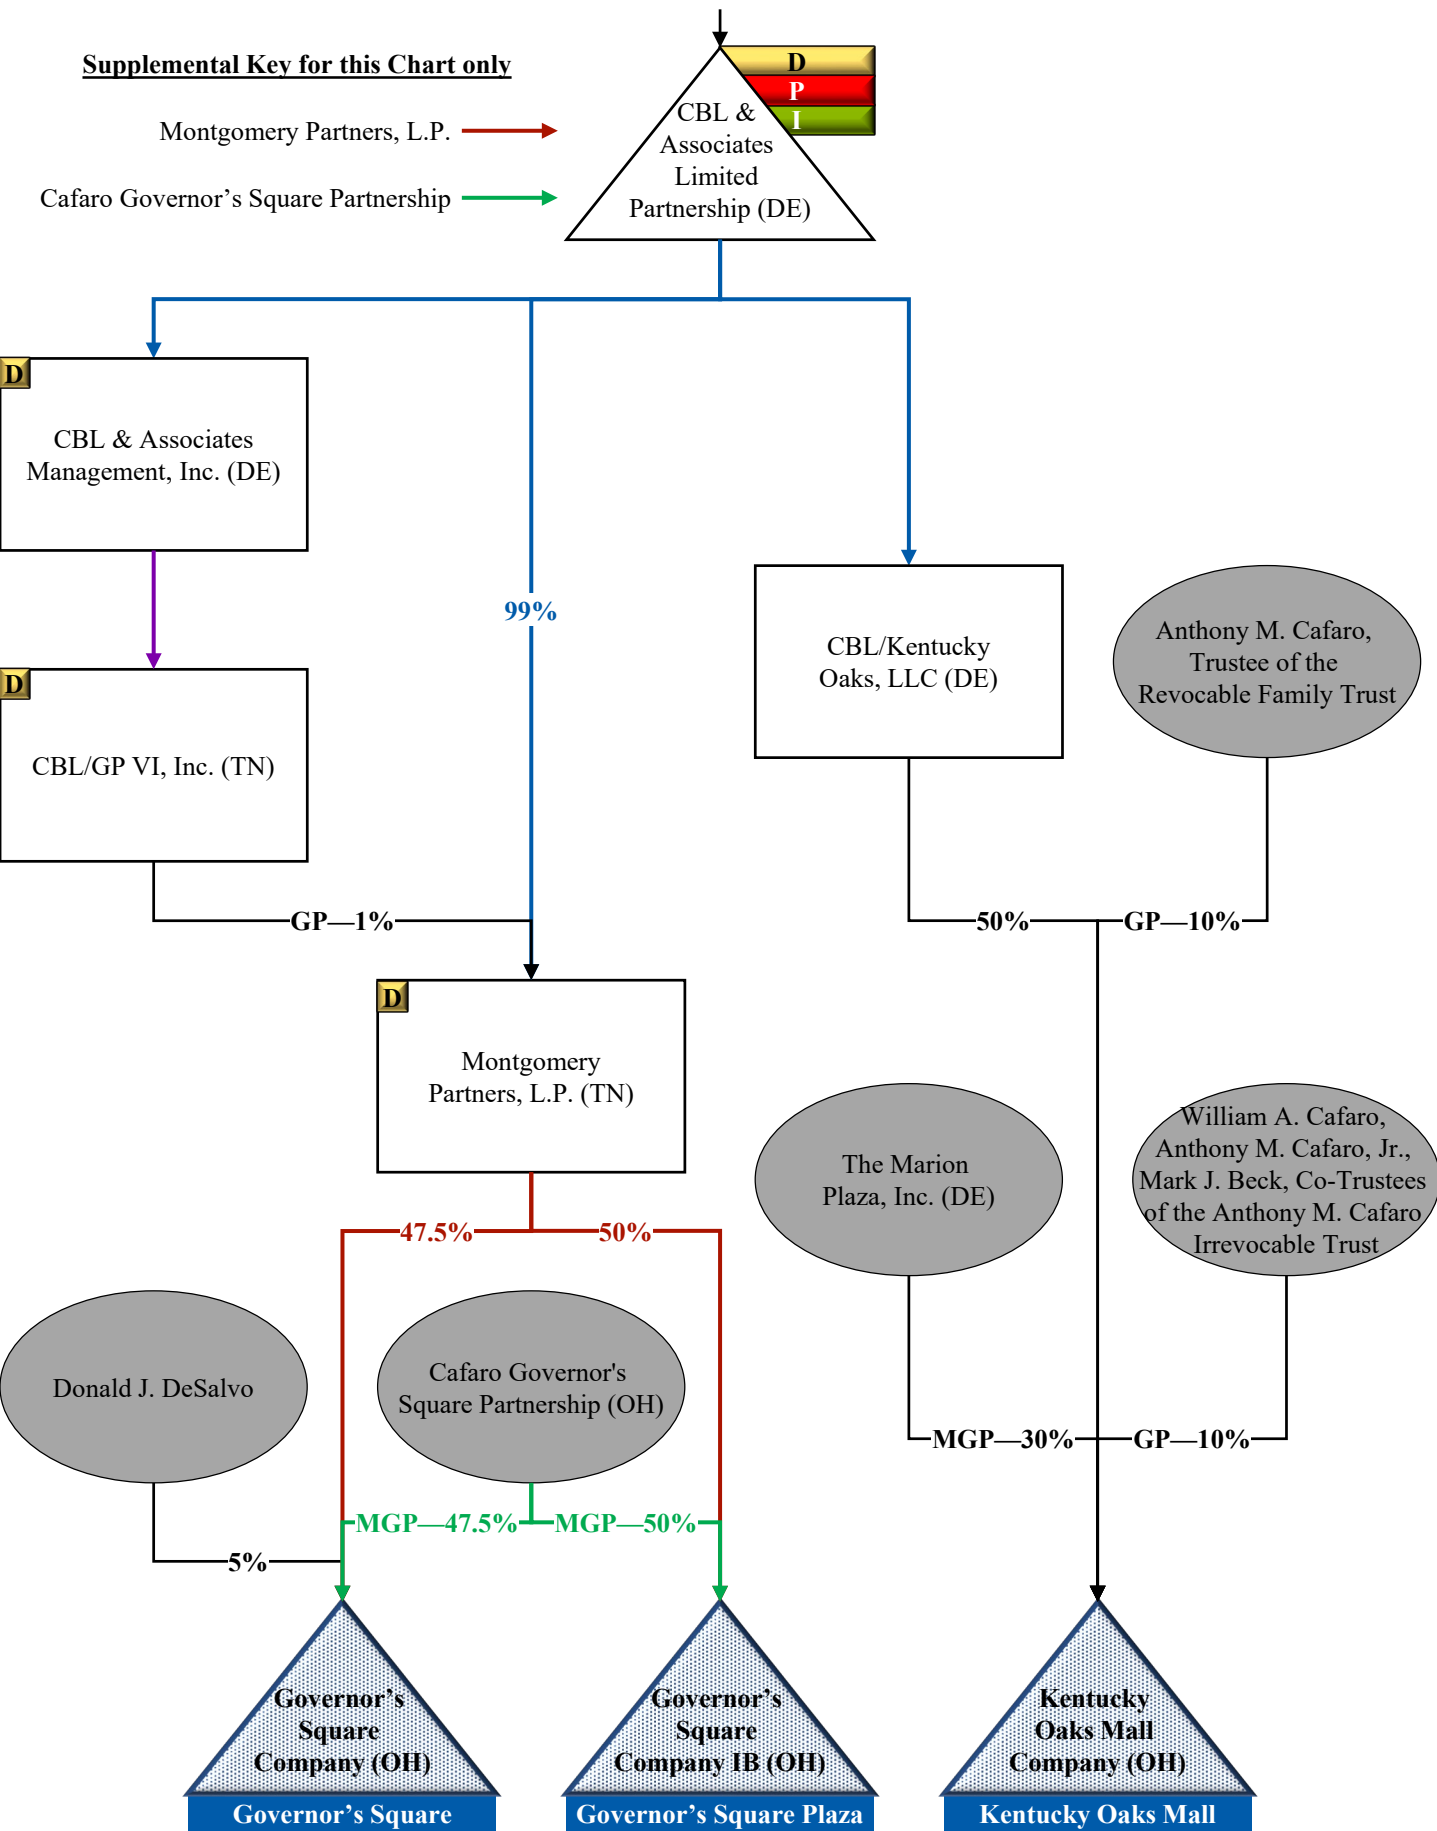 Supplemental Key for this Chart only
Montgomery Partners, L.P.
Cafaro Governor’s Square Partnership
D
P
I
CBL &
Associates
Limited
Partnership (DE)
D
CBL & Associates
Management, Inc. (DE)
99%
CBL/Kentucky
Oaks, LLC (DE)
Anthony M. Cafaro,
Trustee of the
Revocable Family Trust
D
CBL/GP VI, Inc. (TN)
GP—1%
50%
GP—10%
D
Montgomery
Partners, L.P. (TN)
The Marion
Plaza, Inc. (DE)
William A. Cafaro,
Anthony M. Cafaro, Jr.,
Mark J. Beck, Co-Trustees
of the Anthony M. Cafaro
Irrevocable Trust
47.5%
50%
Donald J. DeSalvo
Cafaro Governor's
Square Partnership (OH)
MGP—30%
GP—10%
MGP—47.5%
MGP—50%
5%
Governor’s
Square
Company (OH)
Governor’s Square
Governor’s
Square
Company IB (OH)
Governor’s Square Plaza
Kentucky
Oaks Mall
Company (OH)
Kentucky Oaks Mall